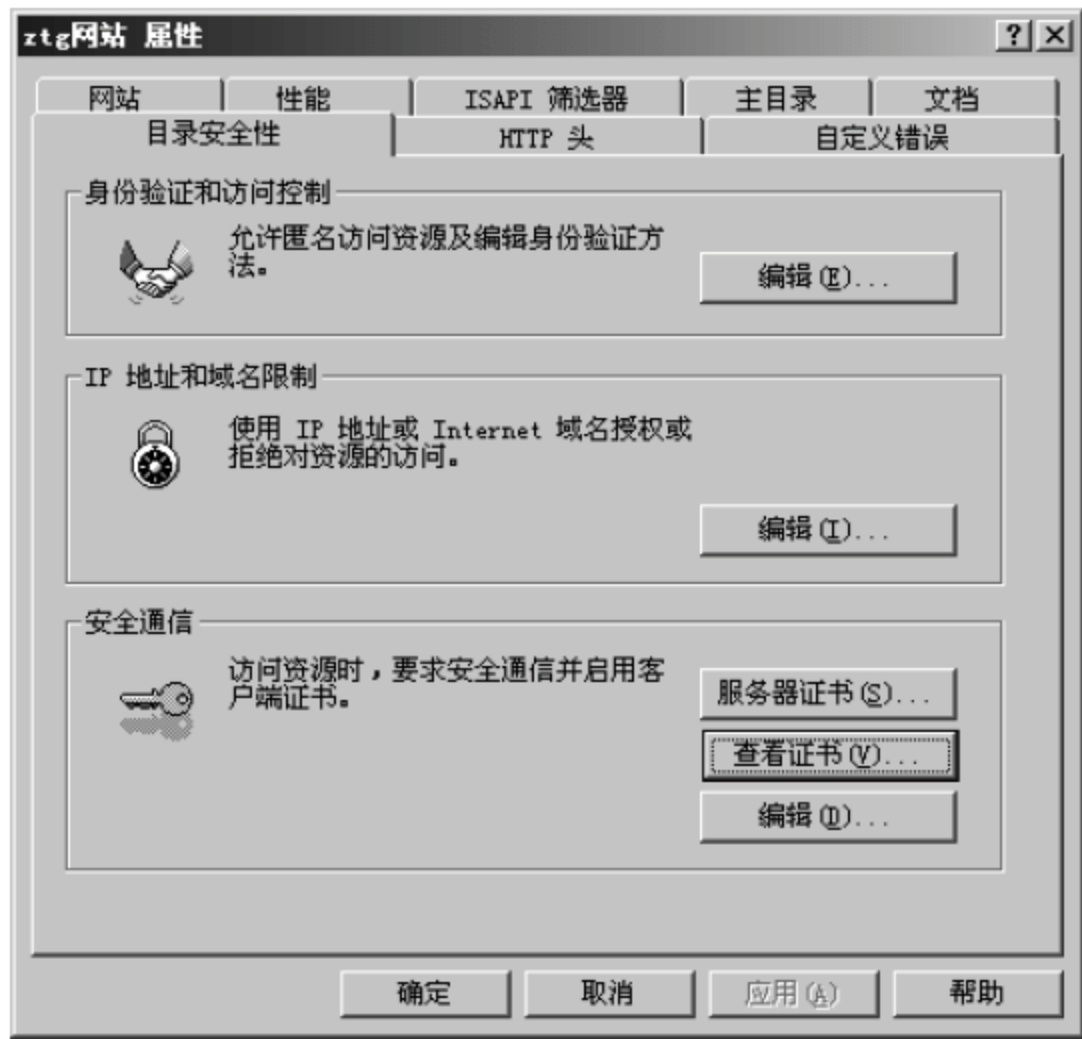 ztg网站 属性
网站 性能 ISAPI 筛选器 主目录 文档
目录安全性 HTTP 头 自定义错误
身份验证和访问控制
允许匿名访问资源及编辑身份验证方
法。
编辑(E)...
IP 地址和域名限制
使用 IP 地址或 Internet 域名授权或
拒绝对资源的访问。
编辑(I)...
安全通信
访问资源时，要求安全通信并启用客
户端证书。
服务器证书(S)...
查看证书(V)...
编辑(D)...
确定 取消 应用(A) 帮助